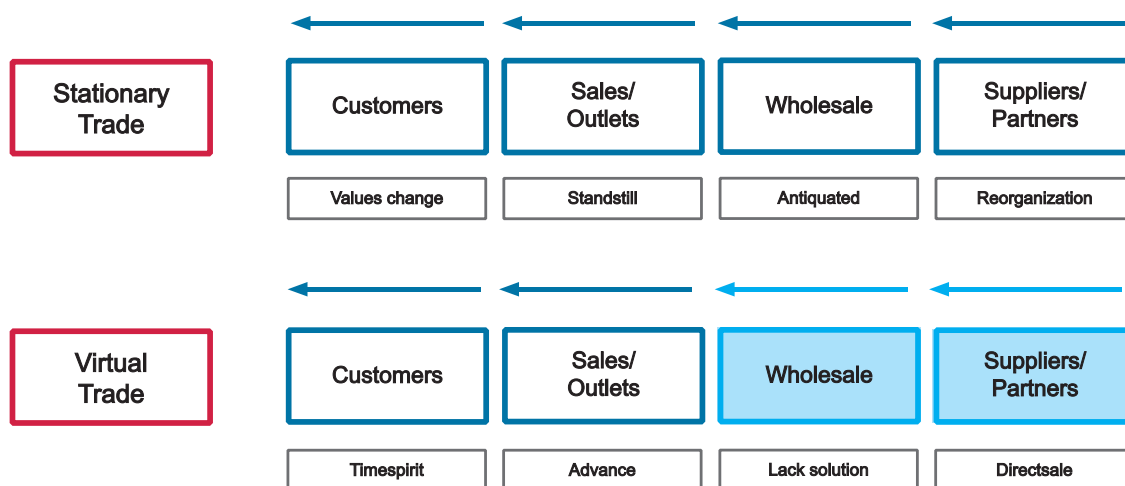 Stationary
Trade
Customers
Sales/
Outlets
Wholesale
Suppliers/
Partners
Values change
Standstill
Antiquated
Reorganization
Virtual
Trade
Customers
Sales/
Outlets
Wholesale
Suppliers/
Partners
Timespirit
Advance
Lack solution
Directsale